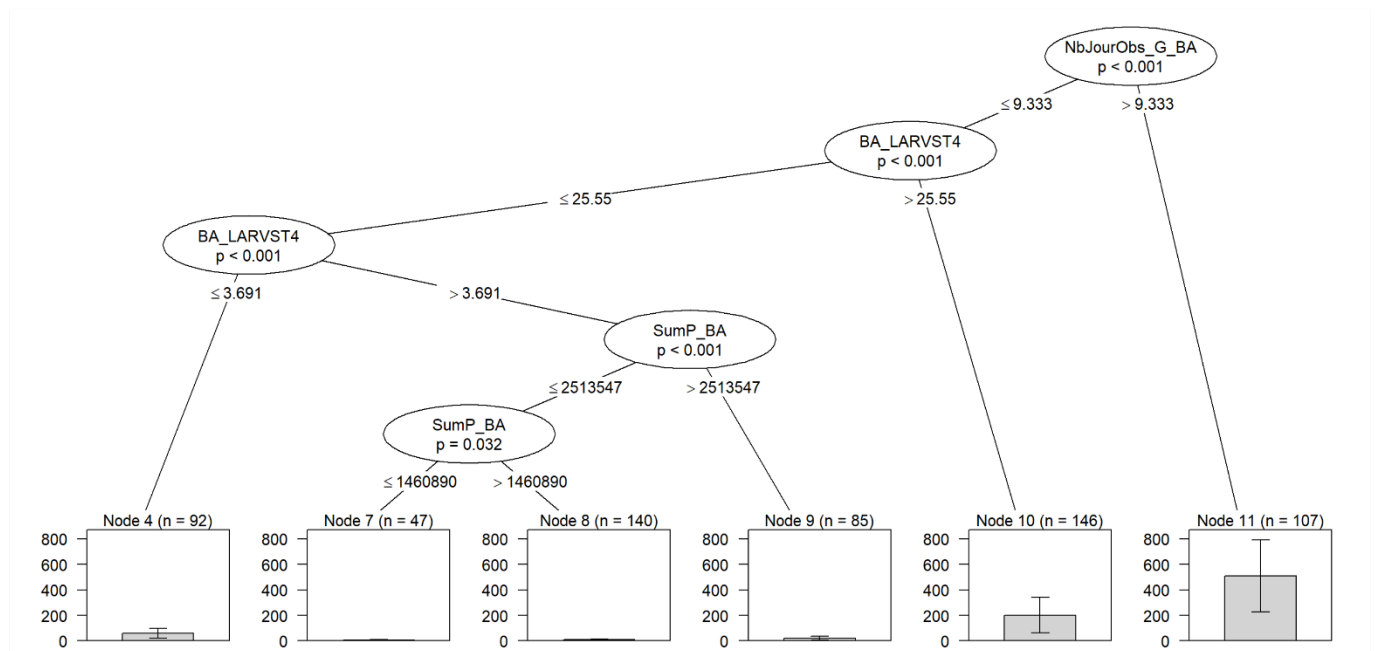 NbJourObs_G_BA
p < 0.001
≤ 9.333
> 9.333
BA_LARVST4
p < 0.001
≤ 25.55
> 25.55
BA_LARVST4
p < 0.001
≤ 3.691
> 3.691
SumP_BA
p < 0.001
≤ 2513547
> 2513547
SumP_BA
p = 0.032
≤ 1460890
> 1460890
Node 4 (n = 92)
800
600
400
200
0
Node 7 (n = 47)
800
600
400
200
0
Node 8 (n = 140)
800
600
400
200
0
Node 9 (n = 85)
800
600
400
200
0
Node 10 (n = 146)
800
600
400
200
0
Node 11 (n = 107)
800
600
400
200
0